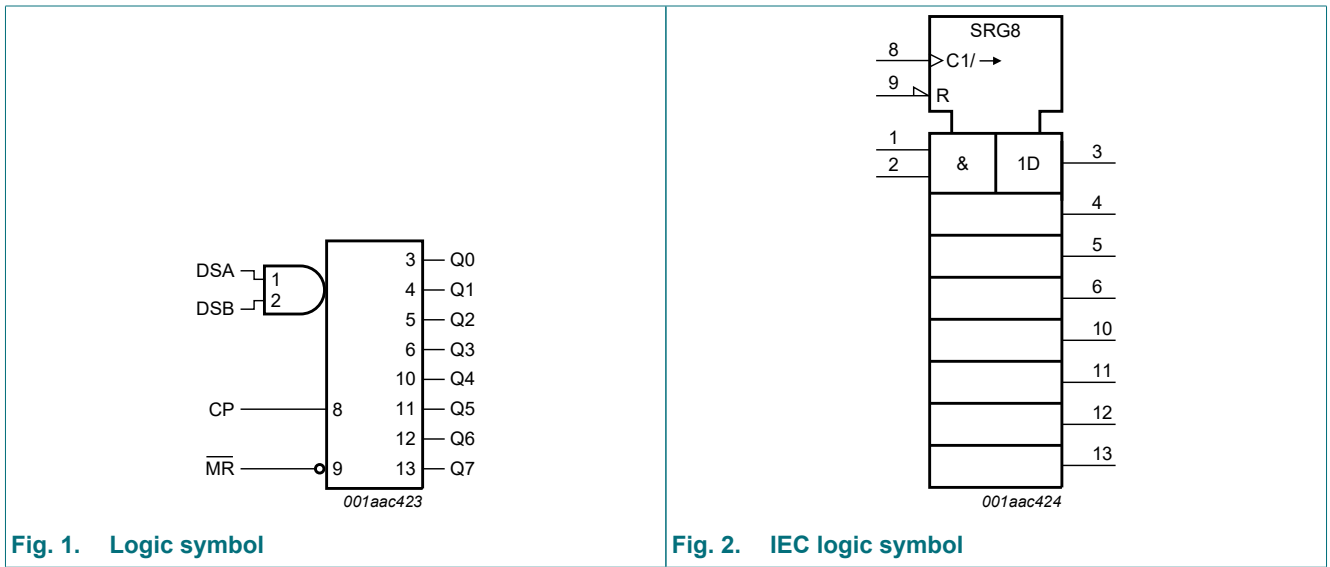 DSA
DSB
1
2
CP
8
MR
9
3 Q0
4 Q1
5 Q2
6 Q3
10 Q4
11 Q5
12 Q6
13 Q7
001aac423
Fig. 1. Logic symbol
SRG8
8
C1/ →
9
R
1
2
&
1D
3
4
5
6
10
11
12
13
001aac424
Fig. 2. IEC logic symbol